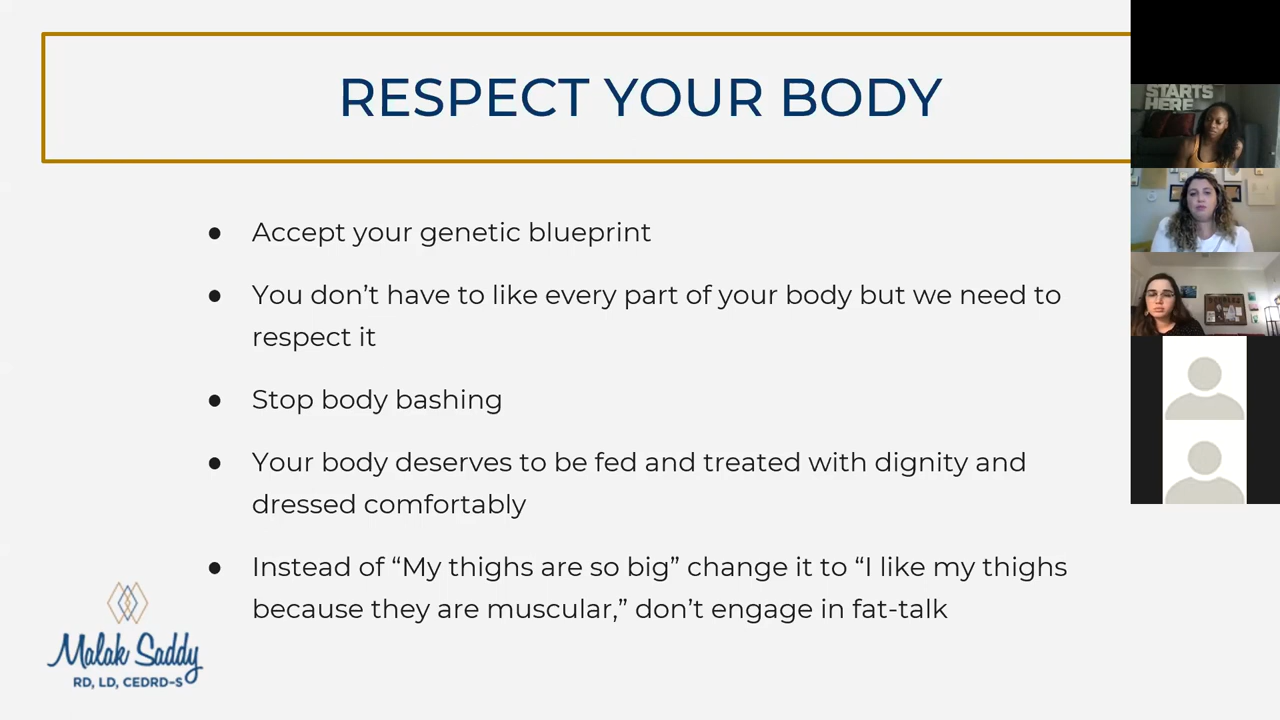 RESPECT YOUR BODY
STARTS
HERE
● Accept your genetic blueprint
● You don’t have to like every part of your body but we need to
respect it
● Stop body bashing
● Your body deserves to be fed and treated with dignity and
dressed comfortably
● Instead of “My thighs are so big” change it to “I like my thighs
because they are muscular,” don’t engage in fat-talk
Malak Saddy
RD, LD, CEDRD-S